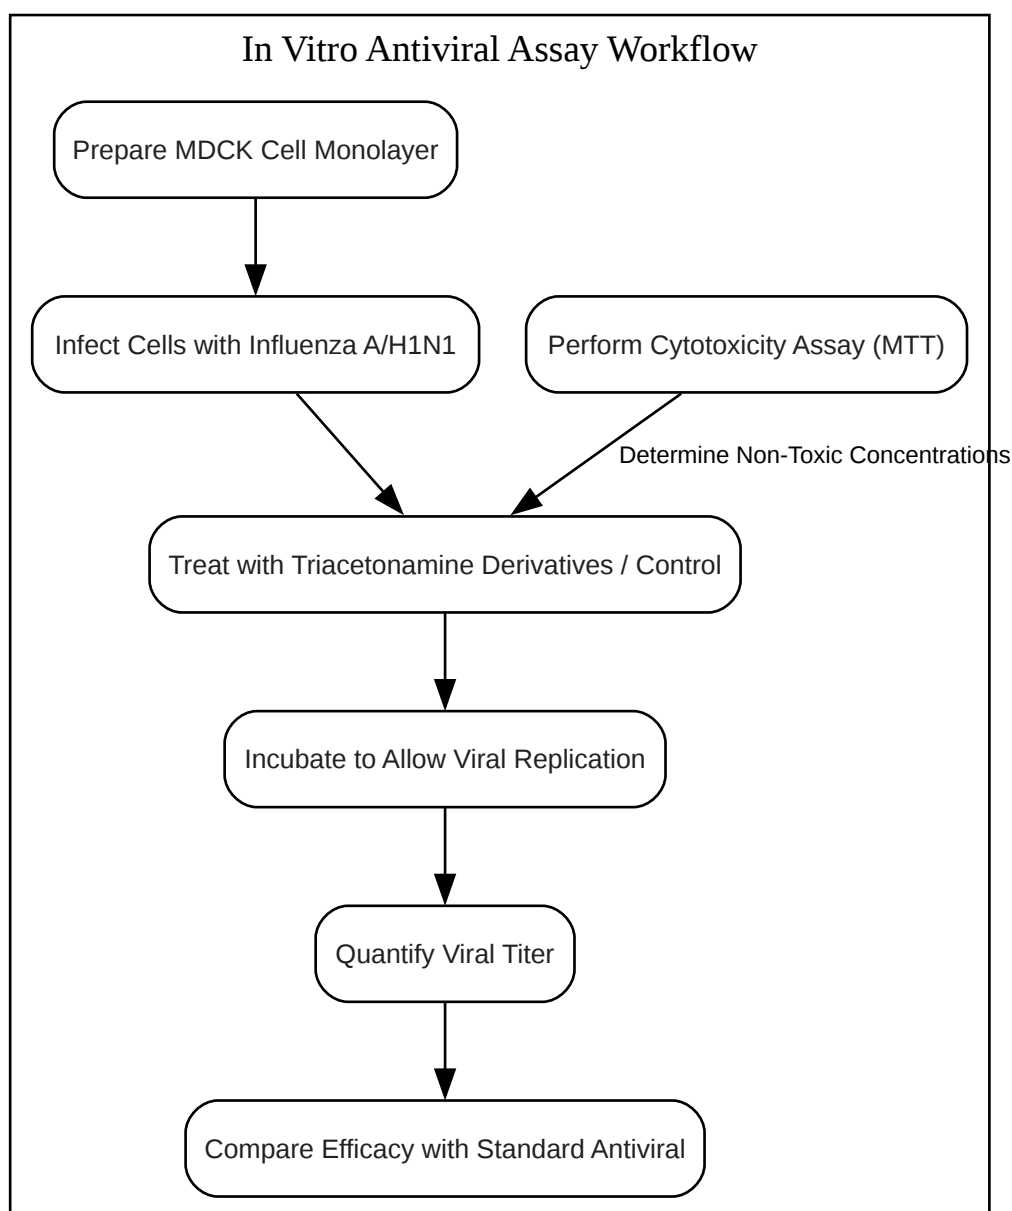 In Vitro Antiviral Assay Workflow
Prepare MDCK Cell Monolayer
Infect Cells with Influenza A/H1N1
Perform Cytotoxicity Assay (MTT)
Determine Non-Toxic Concentrations
Treat with Triacetonamine Derivatives / Control
Incubate to Allow Viral Replication
Quantify Viral Titer
Compare Efficacy with Standard Antiviral